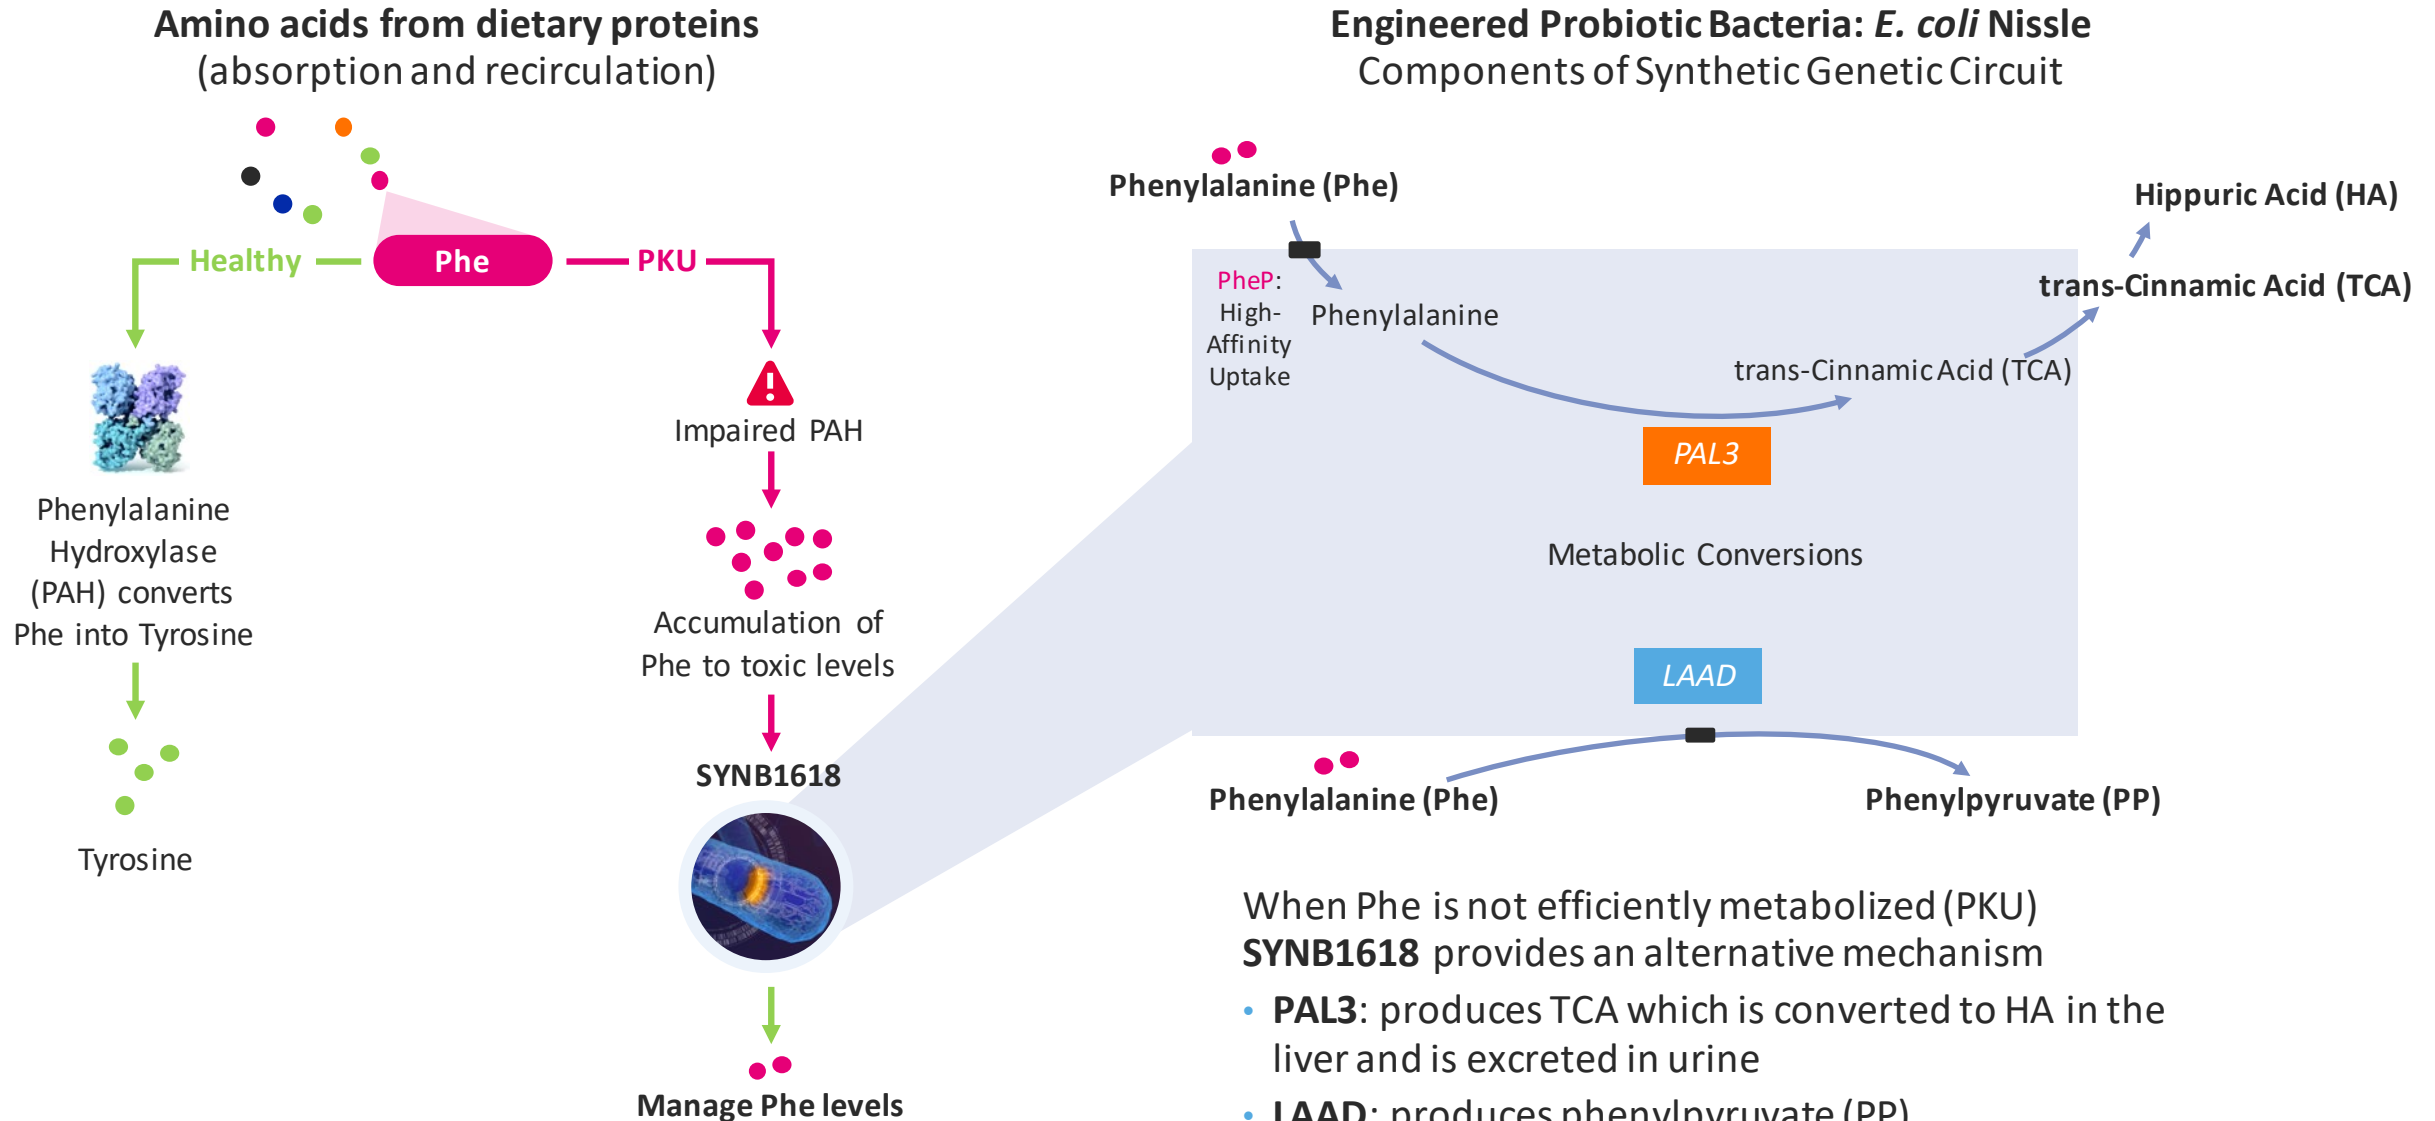 Amino acids from dietary proteins
(absorption and recirculation)
Healthy
Phe
PKU
Phenylalanine
Hydroxylase
(PAH) converts
Phe into Tyrosine
Tyrosine
Impaired PAH
Accumulation of
Phe to toxic levels
SYNB1618
Manage Phe levels
Engineered Probiotic Bacteria: E. coli Nissle
Components of Synthetic Genetic Circuit
Phenylalanine (Phe)
PheP:
High-
Affinity
Uptake
Phenylalanine
trans-Cinnamic Acid (TCA)
trans-Cinnamic Acid (TCA)
Hippuric Acid (HA)
PAL3
Metabolic Conversions
LAAD
Phenylalanine (Phe)
Phenylpyruvate (PP)
When Phe is not efficiently metabolized (PKU)
SYNB1618 provides an alternative mechanism
• PAL3: produces TCA which is converted to HA in the
liver and is excreted in urine
• LAAD: produces phenylpyruvate (PP)